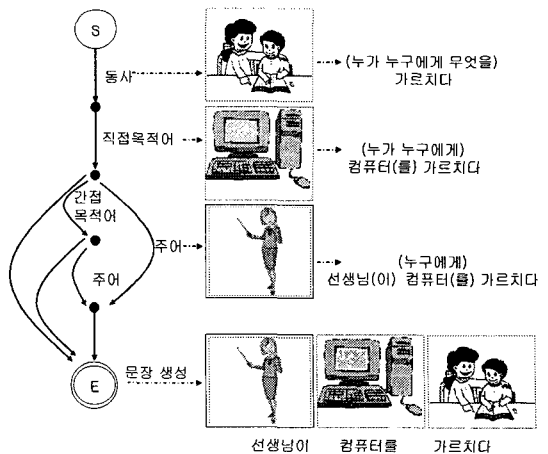 S
동사
(누가 누구에게 무엇을)
가르치다
직접목적어
(누가 누구에게)
컴퓨터(를) 가르치다
간접
목적어
주어
주어
(누구에게)
선생님(이) 컴퓨터(를) 가르치다
E
문장 생성
선생님이 컴퓨터를 가르치다